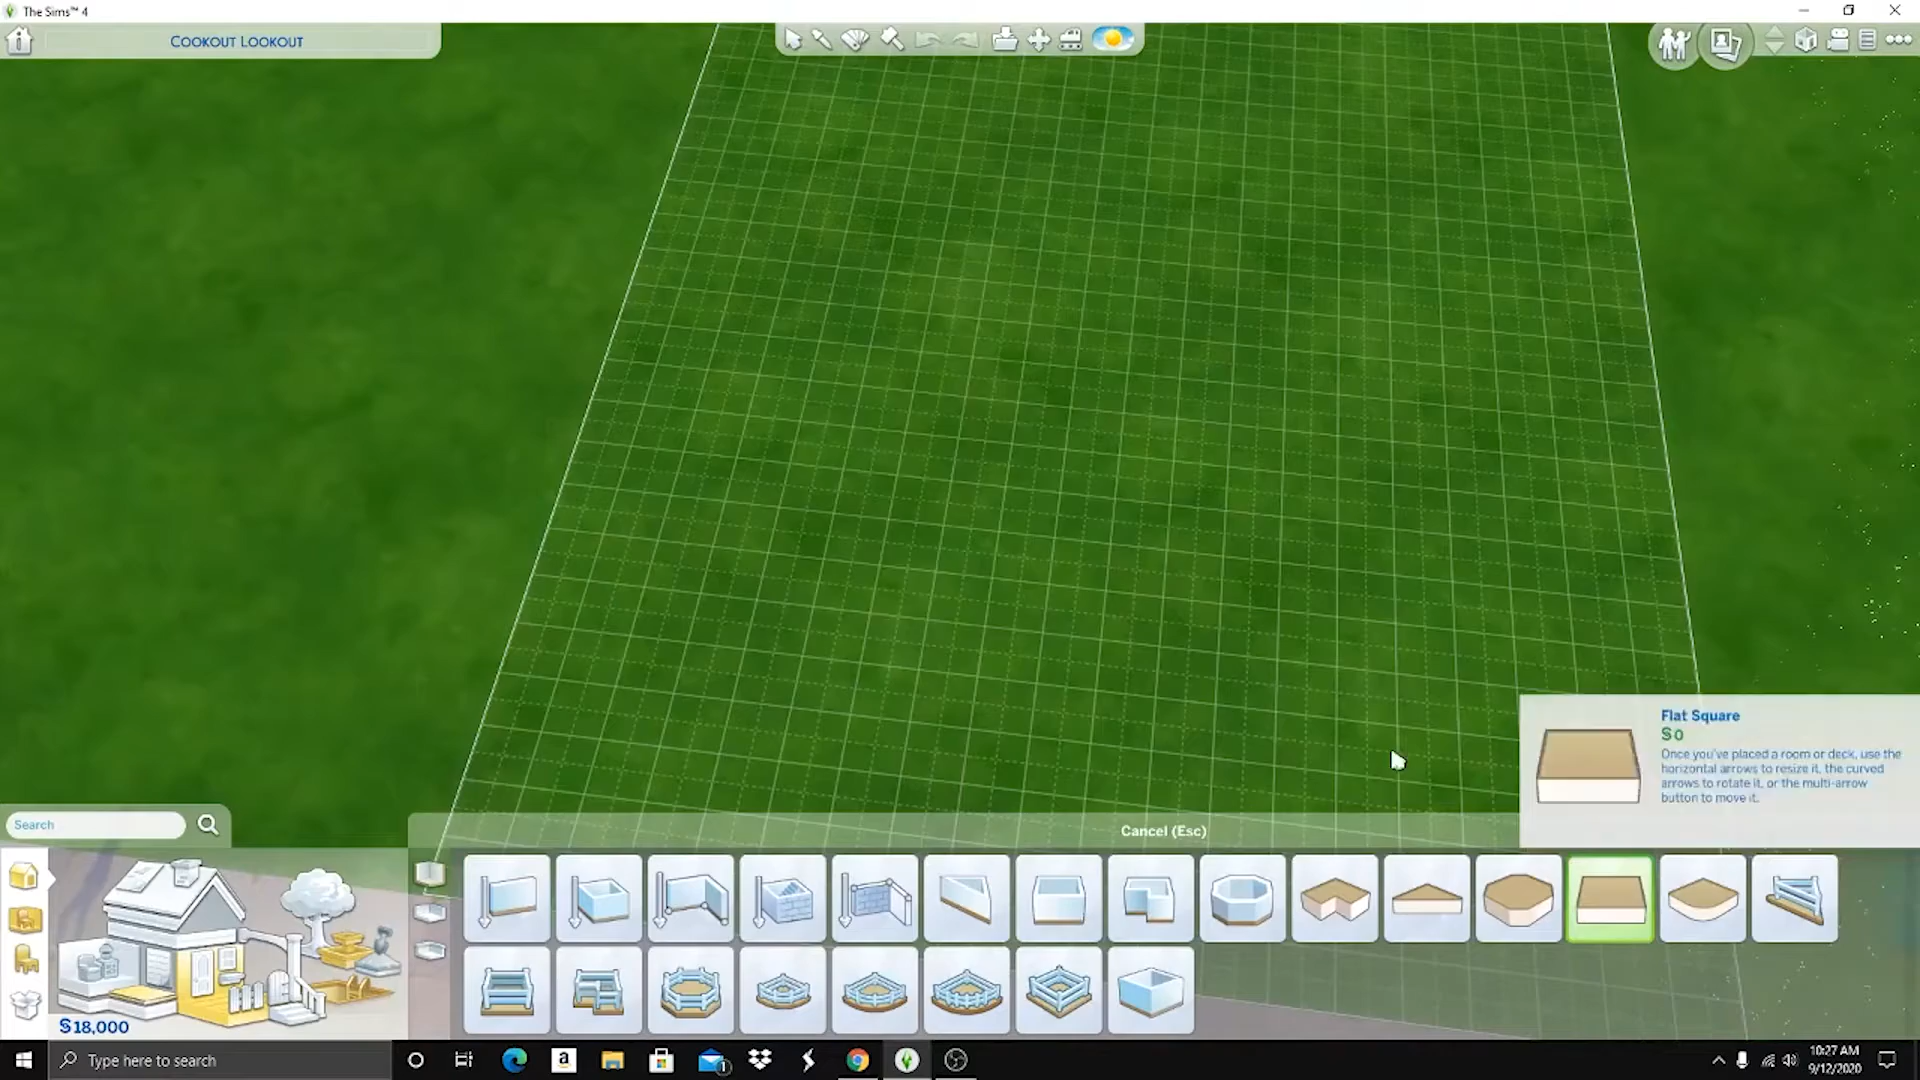 The Sims™ 4
COOKOUT LOOKOUT
Flat Square
§0
Once you've placed a room or deck, use the
horizontal arrows to resize it, the curved
arrows to rotate it, or the multi-arrow
button to move it.
Search
Cancel (Esc)
§18,000
Type here to search
a
1
10:27 AM
9/12/2020